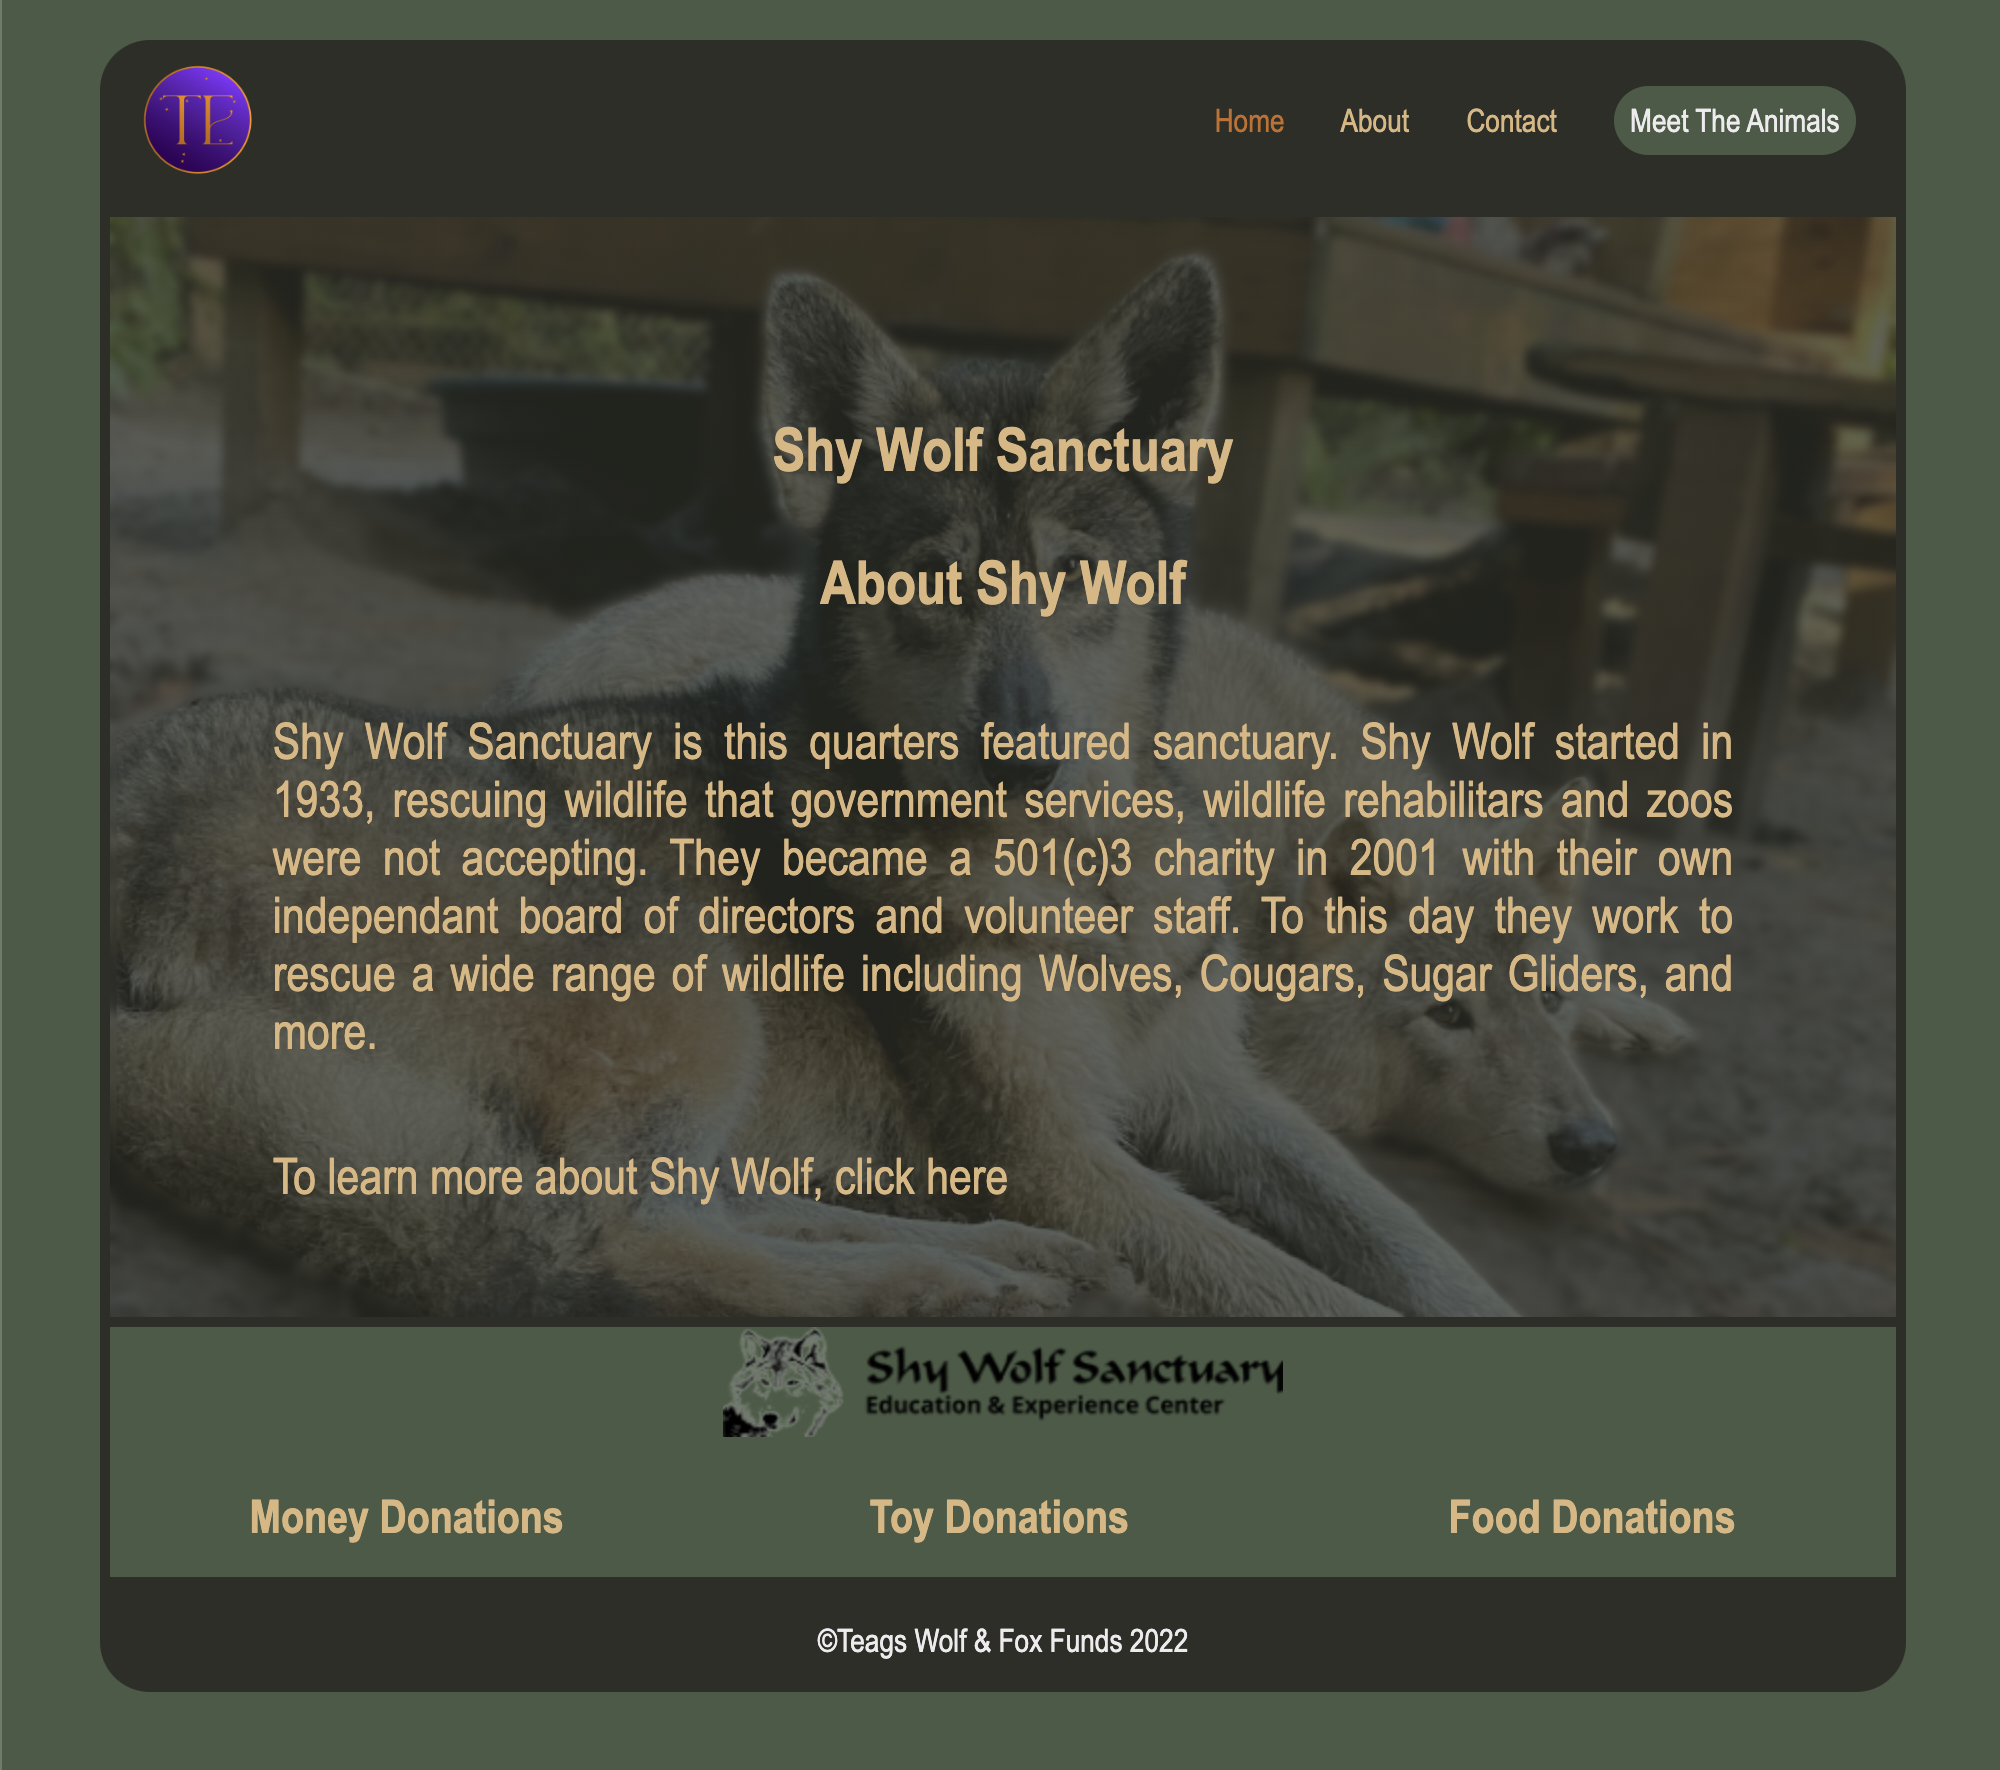 TE
Home About Contact Meet The Animals
Shy Wolf Sanctuary
About Shy Wolf
Shy Wolf Sanctuary is this quarters featured sanctuary. Shy Wolf started in
1933, rescuing wildlife that government services, wildlife rehabilitars and zoos
were not accepting. They became a 501(c)3 charity in 2001 with their own
independant board of directors and volunteer staff. To this day they work to
rescue a wide range of wildlife including Wolves, Cougars, Sugar Gliders, and
more.
To learn more about Shy Wolf, click here
Shy Wolf Sanctuary
Education & Experience Center
Money Donations Toy Donations Food Donations
©Teags Wolf & Fox Funds 2022